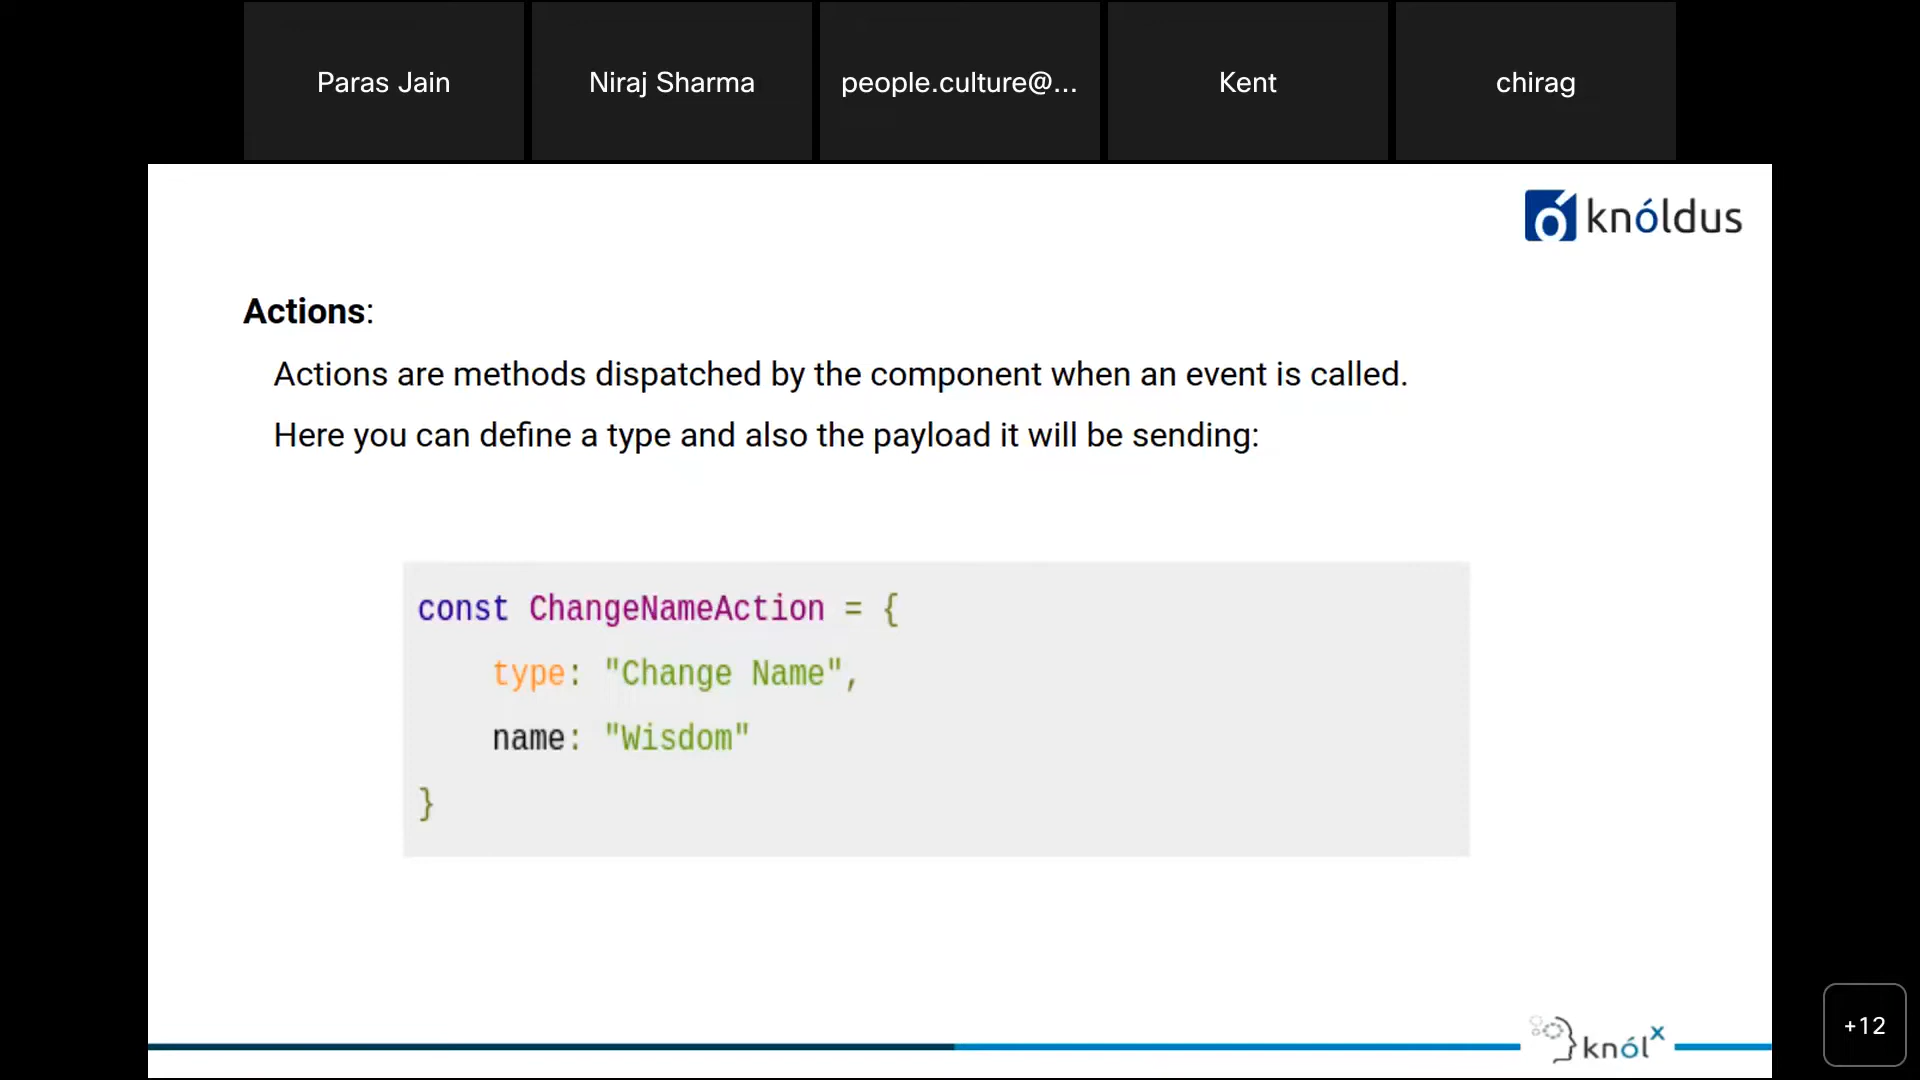 Paras Jain
Niraj Sharma
people.culture@...
Kent
chirag
knóldus
Actions:
Actions are methods dispatched by the component when an event is called.
Here you can define a type and also the payload it will be sending:
const ChangeNameAction = {
type: "Change Name",
name: "Wisdom"
}
knólx
+12